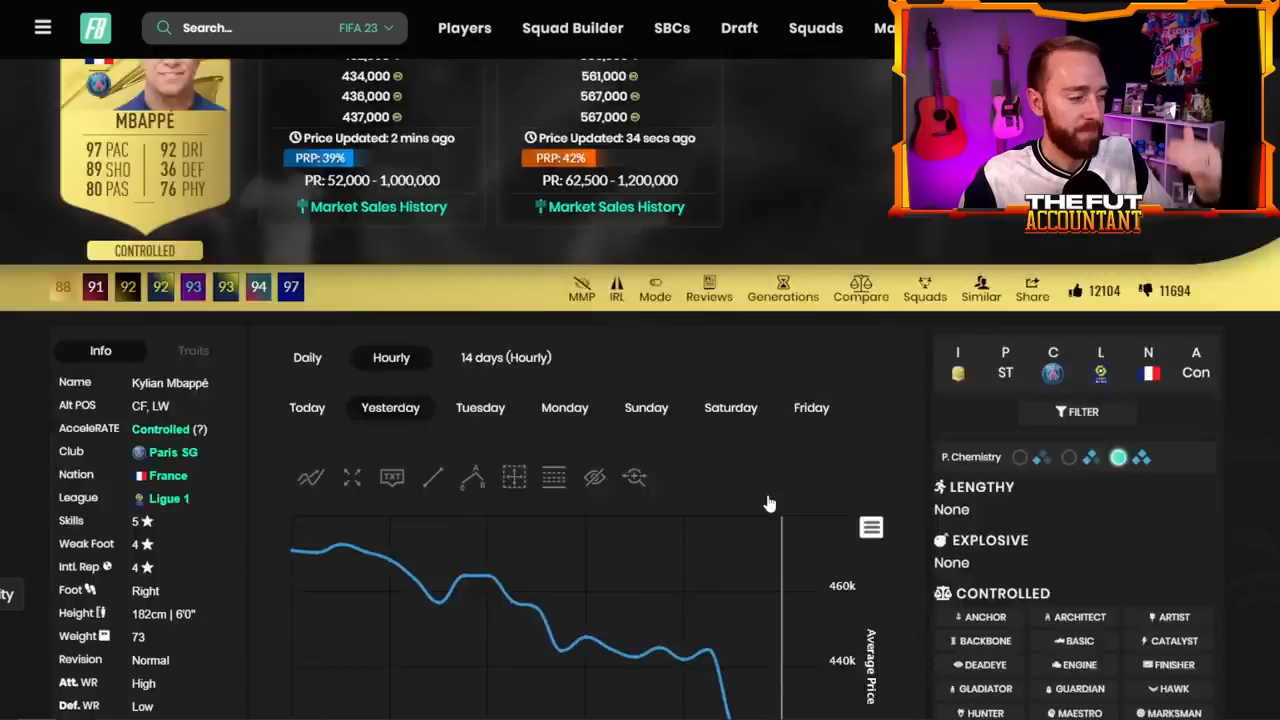 Search...
FIFA 23
Players
Squad Builder
SBCs
Draft
Squads
Ma
434,000
436,000
437,000
Price Updated: 2 mins ago
PRP: 39%
PR: 52,000 - 1,000,000
Market Sales History
561,000
567,000
567,000
Price Updated: 34 secs ago
PRP: 42%
PR: 62,500 - 1,200,000
Market Sales History
MBAPPÉ
97 PAC
92 DRI
89 SHO
36 DEF
80 PAS
76 PHY
CONTROLLED
THE FUT
ACCOUNTANT
88
91
92
92
93
93
94
97
MMP
IRL
Mode
Reviews
Generations
Compare
Squads
Similar
Share
12104
11694
Info
Traits
Name
Kylian Mbappé
Alt POS
CF, LW
AcceleRATE
Controlled (?)
Club
Paris SG
Nation
France
League
Ligue 1
Skills
5
Weak Foot
4
Intl. Rep
4
Foot
Right
Height
182cm | 6'0"
Weight
73
Revision
Normal
Att. WR
High
Def. WR
Low
ity
Daily
Hourly
14 days (Hourly)
Today
Yesterday
Tuesday
Monday
Sunday
Saturday
Friday
TXT
460k
440k
Average Price
I
P
C
L
N
A
ST
Con
FILTER
P. Chemistry
LENGTHY
None
EXPLOSIVE
None
CONTROLLED
ANCHOR
ARCHITECT
ARTIST
BACKBONE
BASIC
CATALYST
DEADEYE
ENGINE
FINISHER
GLADIATOR
GUARDIAN
HAWK
HUNTER
MAESTRO
MARKSMAN